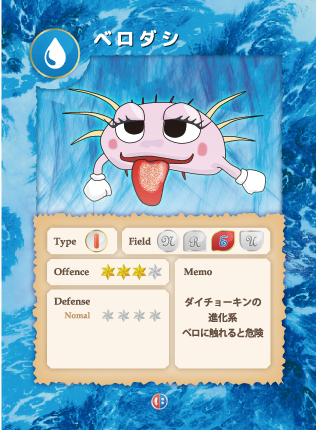 ベロダシ
Type
Field N R G U
Offence
Memo
Defense
Nomal
ダイチョーキンの
進化系
ベロに触れると危険